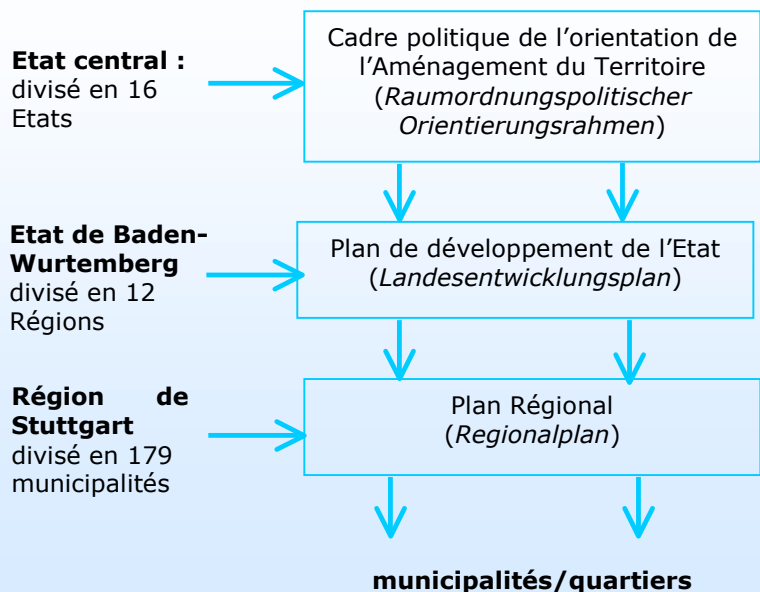 Etat central :
divisé en 16
Etats
Cadre politique de l’orientation de
l’Aménagement du Territoire
(Raumordnungspolitischer
Orientierungsrahmen)
Etat de Baden-
Wurtemberg
divisé en 12
Régions
Plan de développement de l’Etat
(Landesentwicklungsplan)
Région de
Stuttgart
divisé en 179
municipalités
Plan Régional
(Regionalplan)
municipalités/quartiers